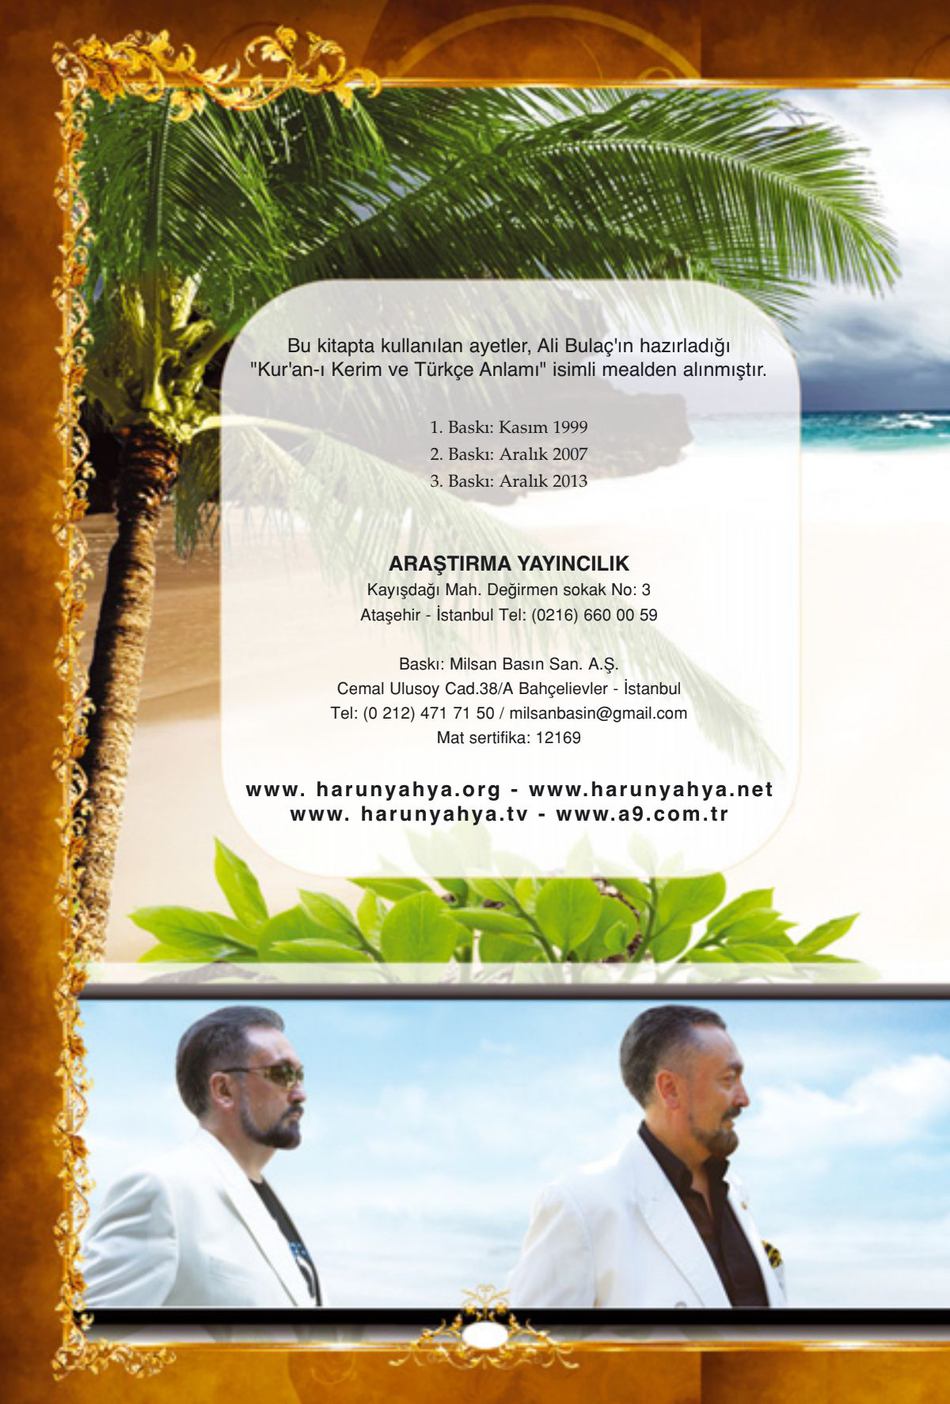 Bu kitapta kullanılan ayetler, Ali Bulaç'ın hazırladığı
"Kur'an-ı Kerim ve Türkçe Anlamı" isimli mealden alınmıştır.
1. Baskı: Kasım 1999
2. Baskı: Aralık 2007
3. Baskı: Aralık 2013
ARAŞTIRMA YAYINCILIK
Kayışdağı Mah. Değirmen sokak No: 3
Ataşehir - İstanbul Tel: (0216) 660 00 59
Baskı: Milsan Basın San. A.Ş.
Cemal Ulusoy Cad.38/A Bahçelievler - İstanbul
Tel: (0 212) 471 71 50 / milsanbasin@gmail.com
Mat sertifika: 12169
www. harunyahya.org - www.harunyahya.net
www. harunyahya.tv - www.a9.com.tr